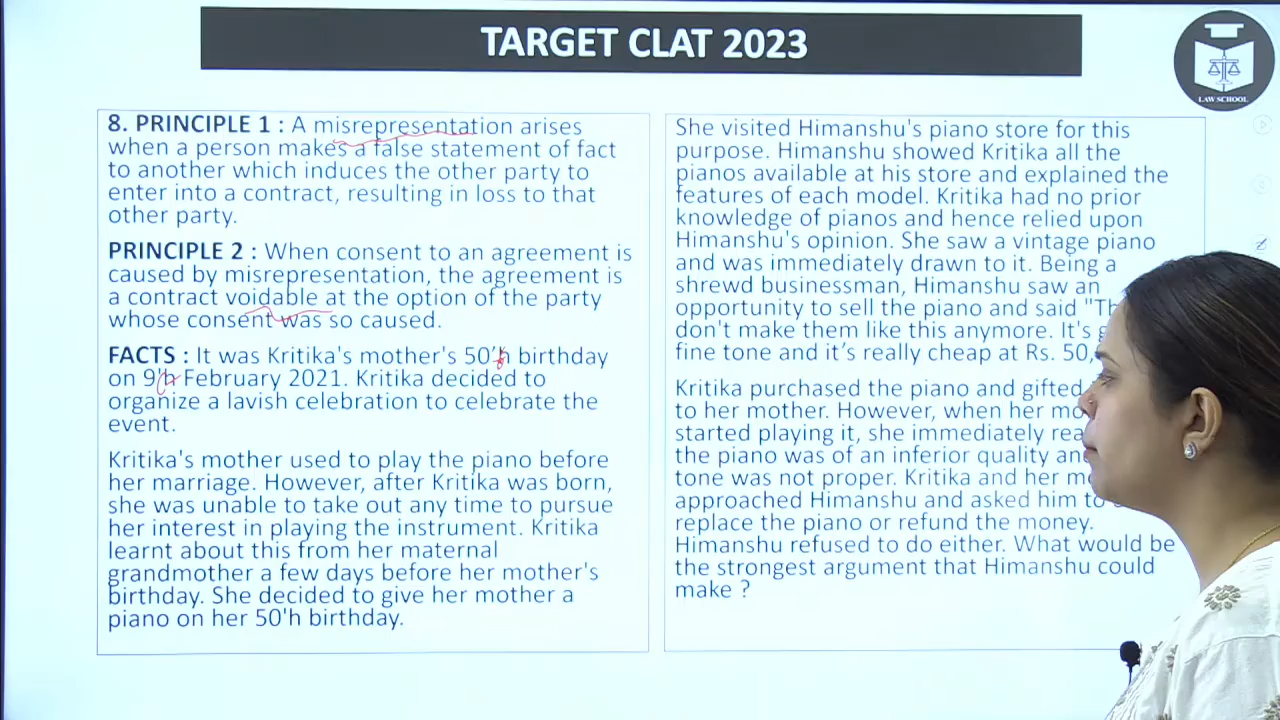 TARGET CLAT 2023
LAW SCHOOL
8. PRINCIPLE 1 : A misrepresentation arises
when a person makes a false statement of fact
to another which induces the other party to
enter into a contract, resulting in loss to that
other party.
PRINCIPLE 2 : When consent to an agreement is
caused by misrepresentation, the agreement is
a contract voidable at the option of the party
whose consent was so caused.
FACTS : It was Kritika's mother's 50'h birthday
on 9'h February 2021. Kritika decided to
organize a lavish celebration to celebrate the
event.
Kritika's mother used to play the piano before
her marriage. However, after Kritika was born,
she was unable to take out any time to pursue
her interest in playing the instrument. Kritika
learnt about this from her maternal
grandmother a few days before her mother's
birthday. She decided to give her mother a
piano on her 50'h birthday.
She visited Himanshu's piano store for this
purpose. Himanshu showed Kritika all the
pianos available at his store and explained the
features of each model. Kritika had no prior
knowledge of pianos and hence relied upon
Himanshu's opinion. She saw a vintage piano
and was immediately drawn to it. Being a
shrewd businessman, Himanshu saw an
opportunity to sell the piano and said "
don't make them like this anymore. It's
fine tone and it’s really cheap at Rs. 50,
Kritika purchased the piano and gifted
to her mother. However, when her
started playing it, she immediately
the piano was of an inferior quality
tone was not proper. Kritika and her
approached Himanshu and asked him to
replace the piano or refund the money.
Himanshu refused to do either. What would be
the strongest argument that Himanshu could
make ?